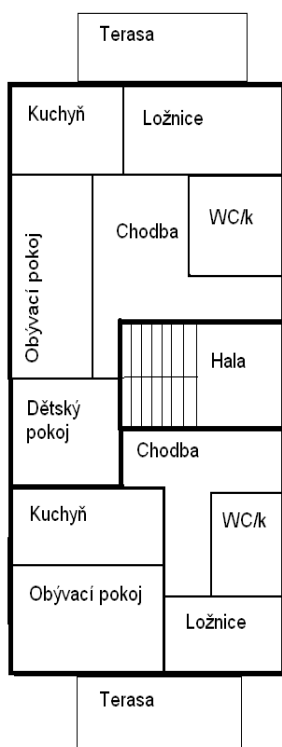 Terasa
Kuchyň
Ložnice
WC/k
Chodba
Obývací pokoj
Hala
Dětský
pokoj
Chodba
Kuchyň
WC/k
Obývací pokoj
Ložnice
Terasa